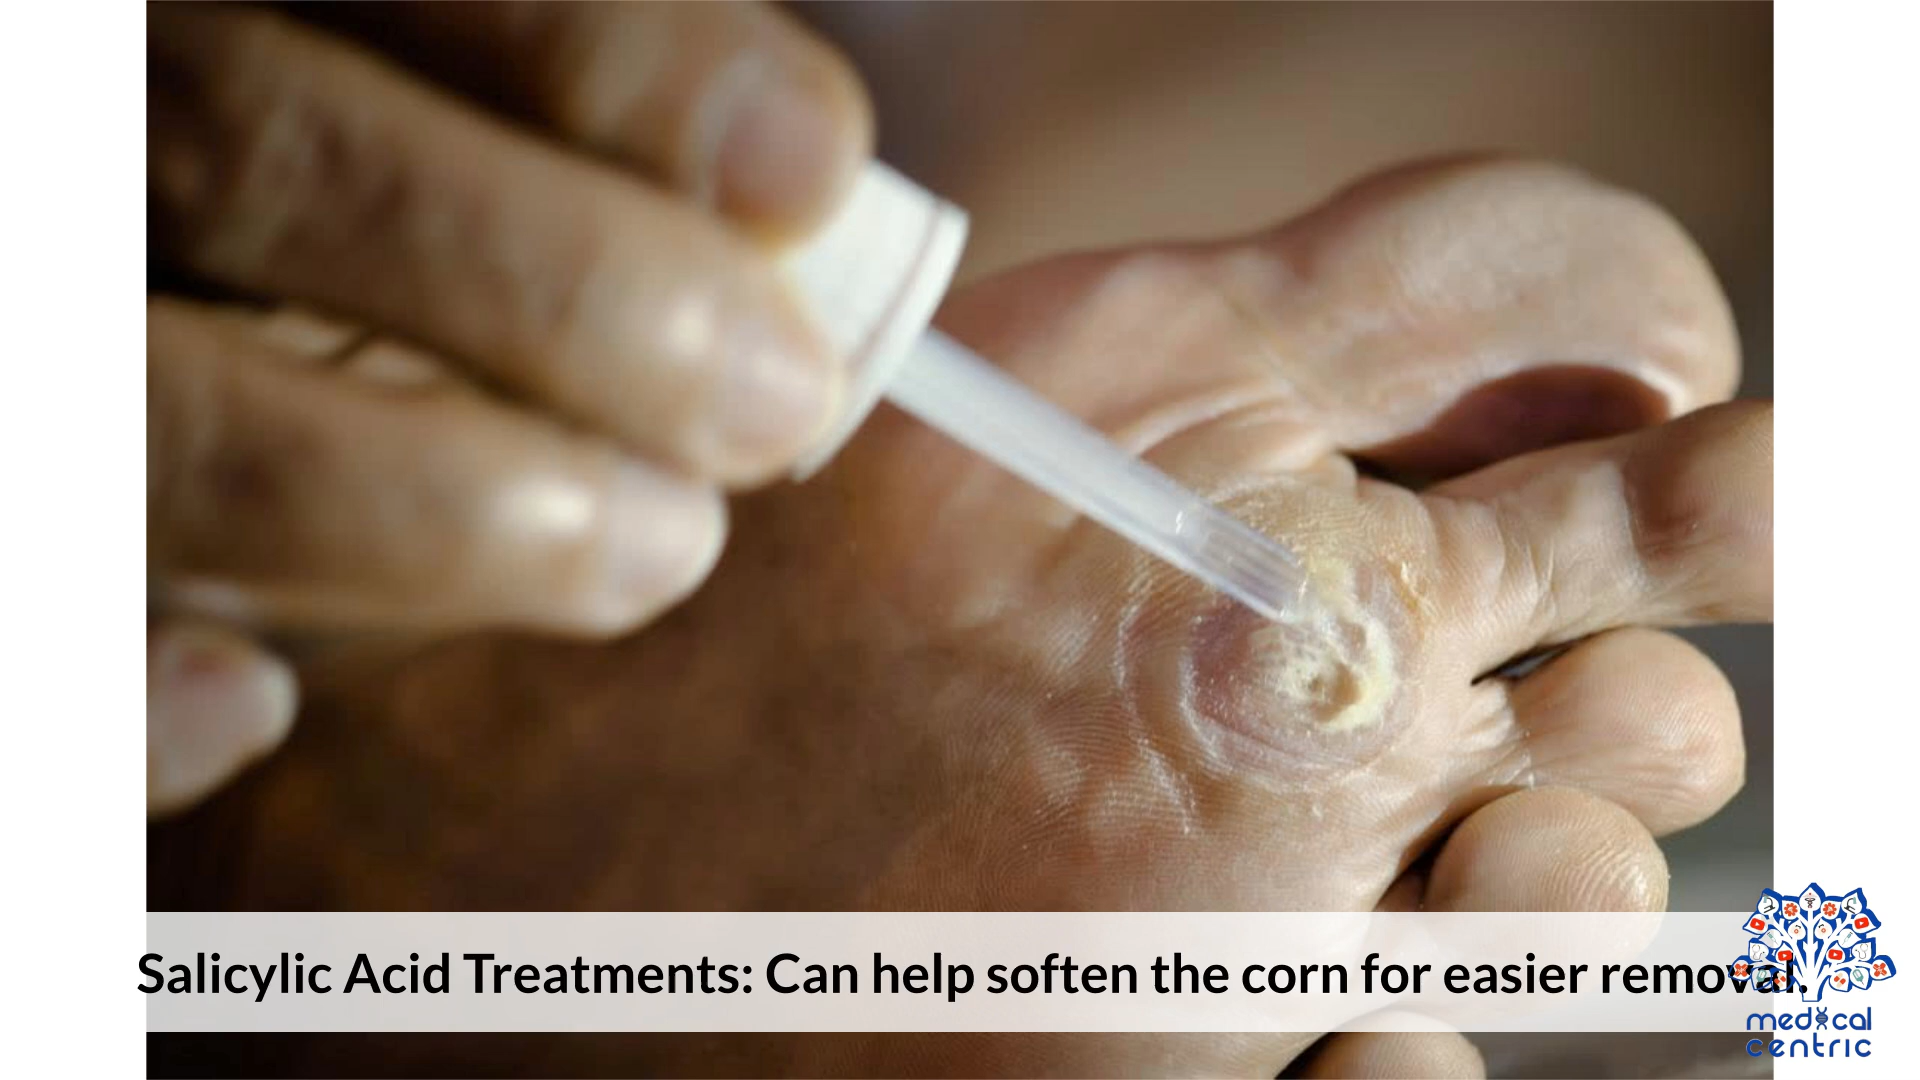 Salicylic Acid Treatments: Can help soften the corn for easier removal.
medical
centric